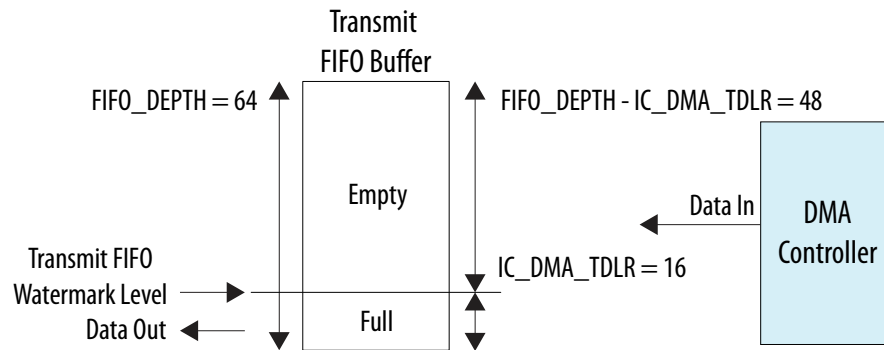 Transmit
FIFO Buffer
FIFO_DEPTH = 64
FIFO_DEPTH - IC_DMA_TDLR = 48
Empty
Data In
DMA
Controller
IC_DMA_TDLR = 16
Transmit FIFO
Watermark Level
Data Out
Full